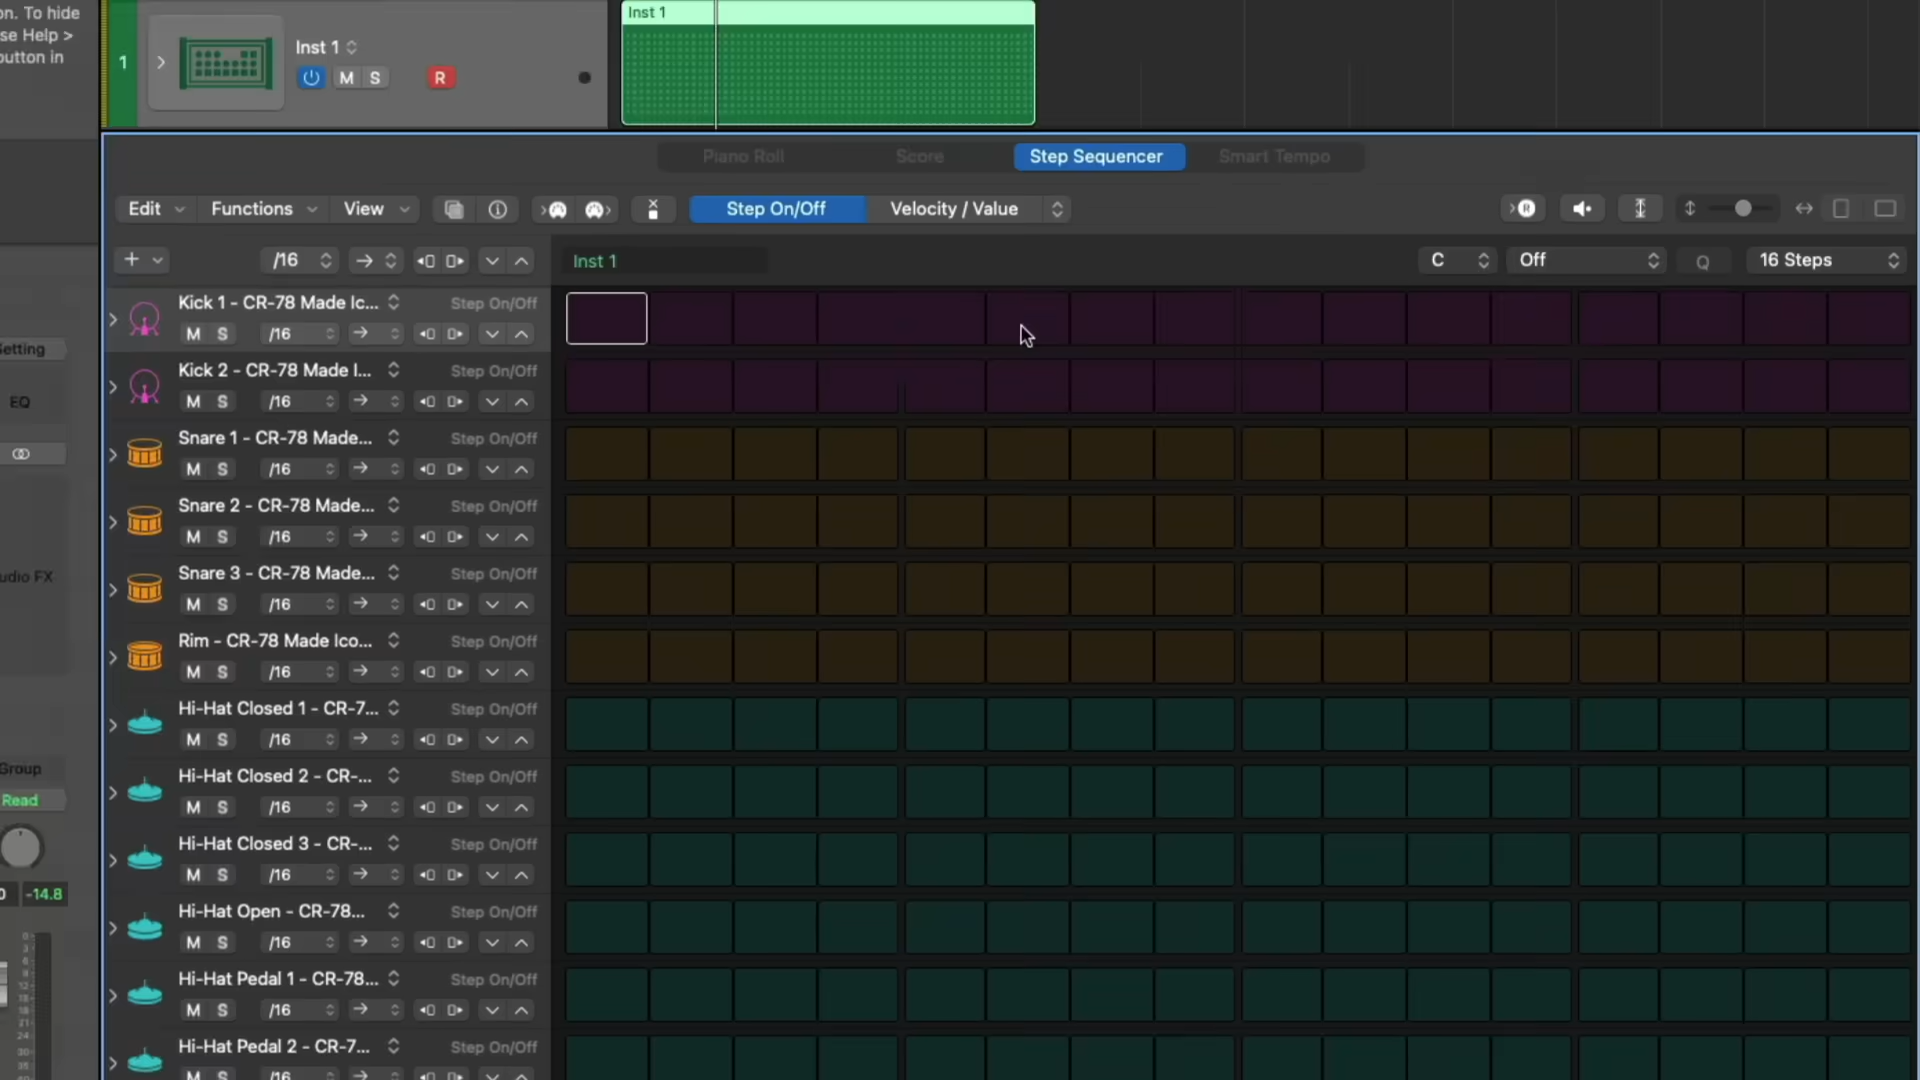 on. To hide
se Help >
outton in
1
Inst 1
M S R
Inst 1
Piano Roll Score Step Sequencer Smart Tempo
Edit Functions View Step On/Off Velocity / Value
/16 Inst 1 C Off Q 16 Steps
Kick 1 - CR-78 Made Ic... Step On/Off
M S /16
Kick 2 - CR-78 Made I... Step On/Off
M S /16
Snare 1 - CR-78 Made... Step On/Off
M S /16
Snare 2 - CR-78 Made... Step On/Off
M S /16
Snare 3 - CR-78 Made... Step On/Off
M S /16
Rim - CR-78 Made Ico... Step On/Off
M S /16
Hi-Hat Closed 1 - CR-7... Step On/Off
M S /16
Hi-Hat Closed 2 - CR-... Step On/Off
M S /16
Hi-Hat Closed 3 - CR-... Step On/Off
M S /16
Hi-Hat Open - CR-78... Step On/Off
M S /16
Hi-Hat Pedal 1 - CR-78... Step On/Off
M S /16
Hi-Hat Pedal 2 - CR-7... Step On/Off
M S /16
etting
EQ
udio FX
Group
Read
0 -14.8